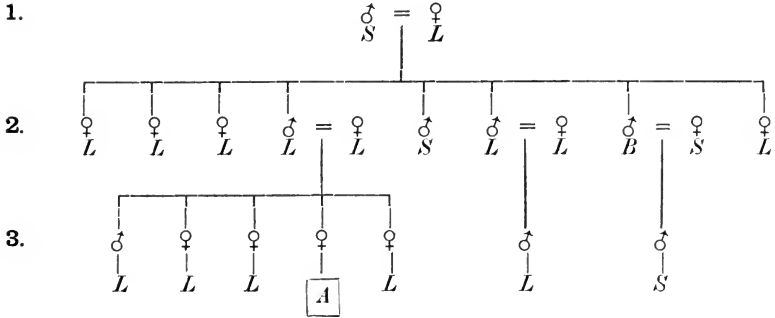 1. ♂ = ♀
S L
2. ♀ ♀ ♀ ♂ = ♀ ♂ ♂ = ♀ ♂ = ♀ ♀
L L L L L S L L B S L
3. ♂ ♀ ♀ ♀ ♀ ♂ ♂
L L L A L L S